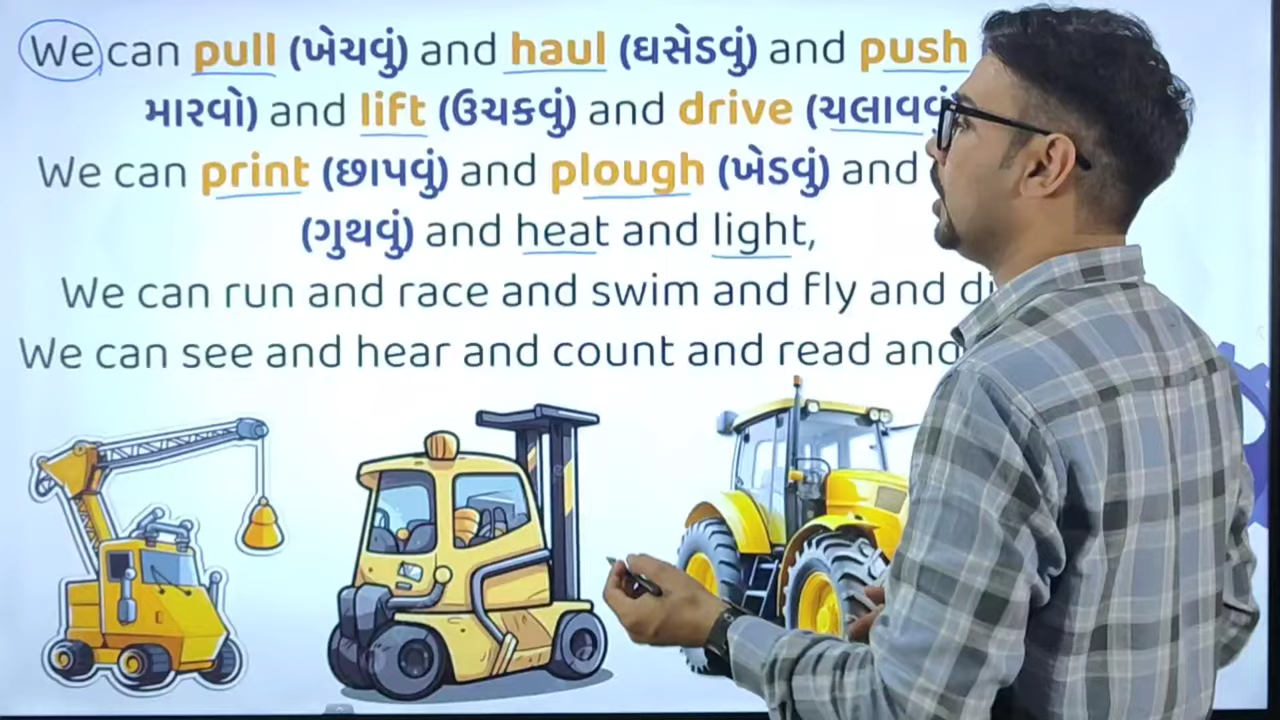 We can pull (ખેચવું) and haul (ઘસેડવું) and push
મારવો) and lift (ઉચકવું) and drive
We can print (છાપવું) and plough (ખેડવું) and
(ગુથવું) and heat and light,
We can run and race and swim and fly and
We can see and hear and count and read and